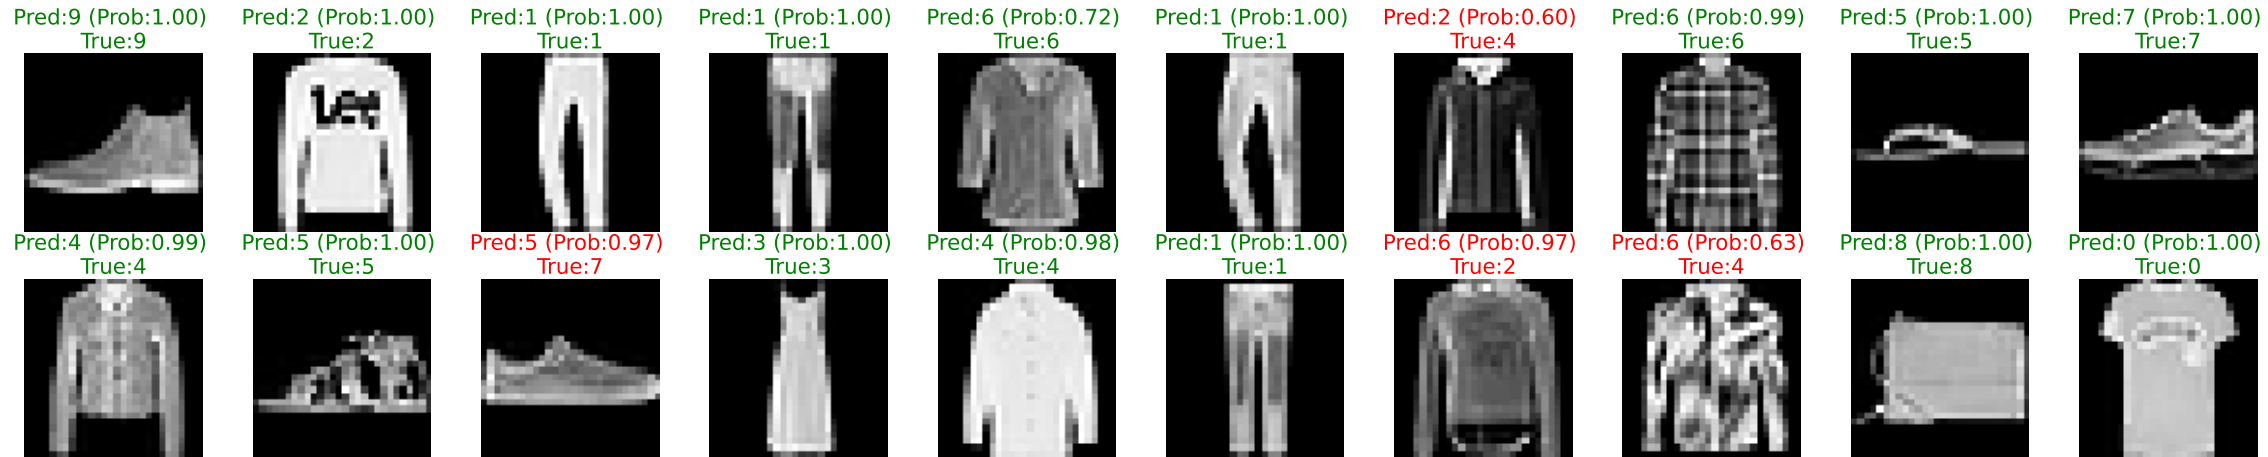 Pred:9 (Prob:1.00) Pred:2 (Prob:1.00) Pred:1 (Prob:1.00) Pred:1 (Prob:1.00) Pred:6 (Prob:0.72) Pred:1 (Prob:1.00) Pred:2 (Prob:0.60) Pred:6 (Prob:0.99) Pred:5 (Prob:1.00) Pred:7 (Prob:1.00)
True:9 True:2 True:1 True:1 True:6 True:1 True:4 True:6 True:5 True:7
Lee
Pred:4 (Prob:0.99) Pred:5 (Prob:1.00) Pred:5 (Prob:0.97) Pred:3 (Prob:1.00) Pred:4 (Prob:0.98) Pred:1 (Prob:1.00) Pred:6 (Prob:0.97) Pred:6 (Prob:0.63) Pred:8 (Prob:1.00) Pred:0 (Prob:1.00)
True:4 True:5 True:7 True:3 True:4 True:1 True:2 True:4 True:8 True:0